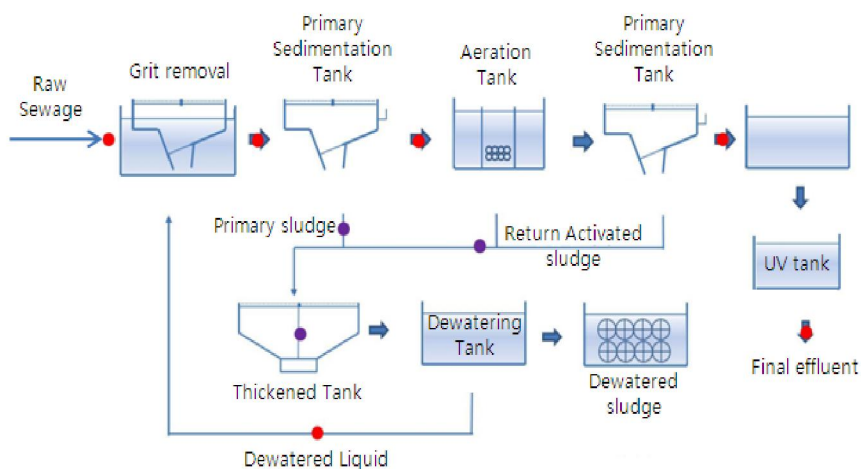 Raw
Sewage
Grit removal
Primary
Sedimentation
Tank
Aeration
Tank
Primary
Sedimentation
Tank
Primary sludge
Return Activated
sludge
UV tank
Thickened Tank
Dewatering
Tank
Dewatered
sludge
Final effluent
Dewatered Liquid